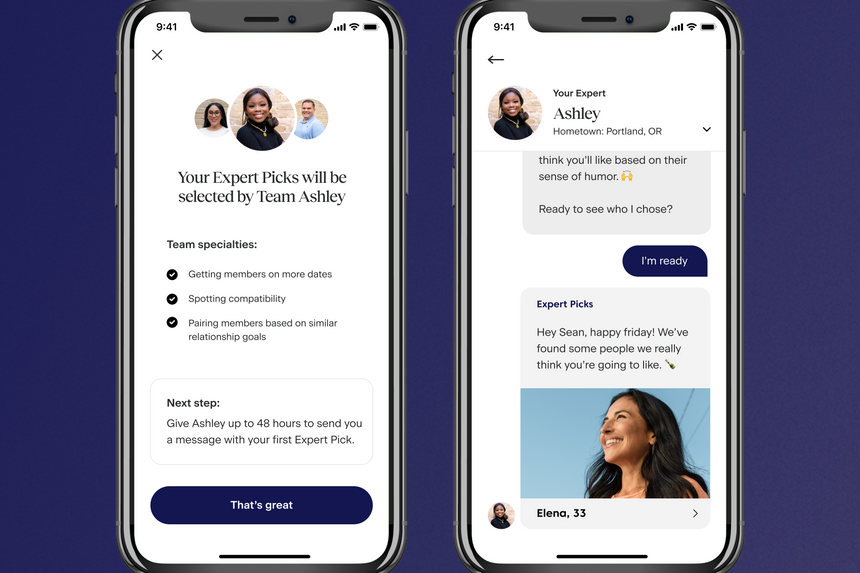 9:41
Your Expert Picks will be
selected by Team Ashley
Team specialties:
Getting members on more dates
Spotting compatibility
Pairing members based on similar
relationship goals
Next step:
Give Ashley up to 48 hours to send you
a message with your first Expert Pick.
That's great
9:41
Your Expert
Ashley
Hometown: Portland, OR
think you'll like based on their
sense of humor. 🙌
Ready to see who I chose?
I'm ready
Expert Picks
Hey Sean, happy friday! We've
found some people we really
think you're going to like. 🍾
Elena, 33